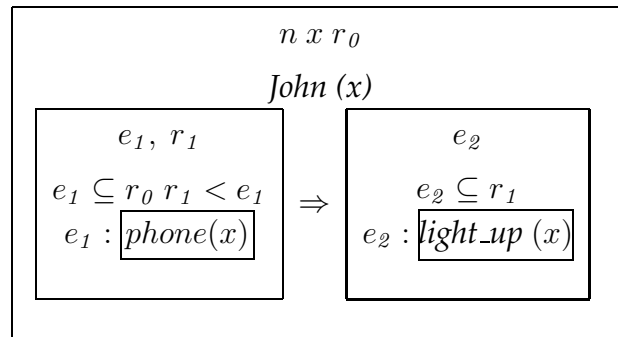 n x r₀
John (x)
e₁, r₁
e₁ ⊆ r₀ r₁ < e₁
e₁ : phone(x)
⇒
e₂
e₂ ⊆ r₁
e₂ : light_up (x)